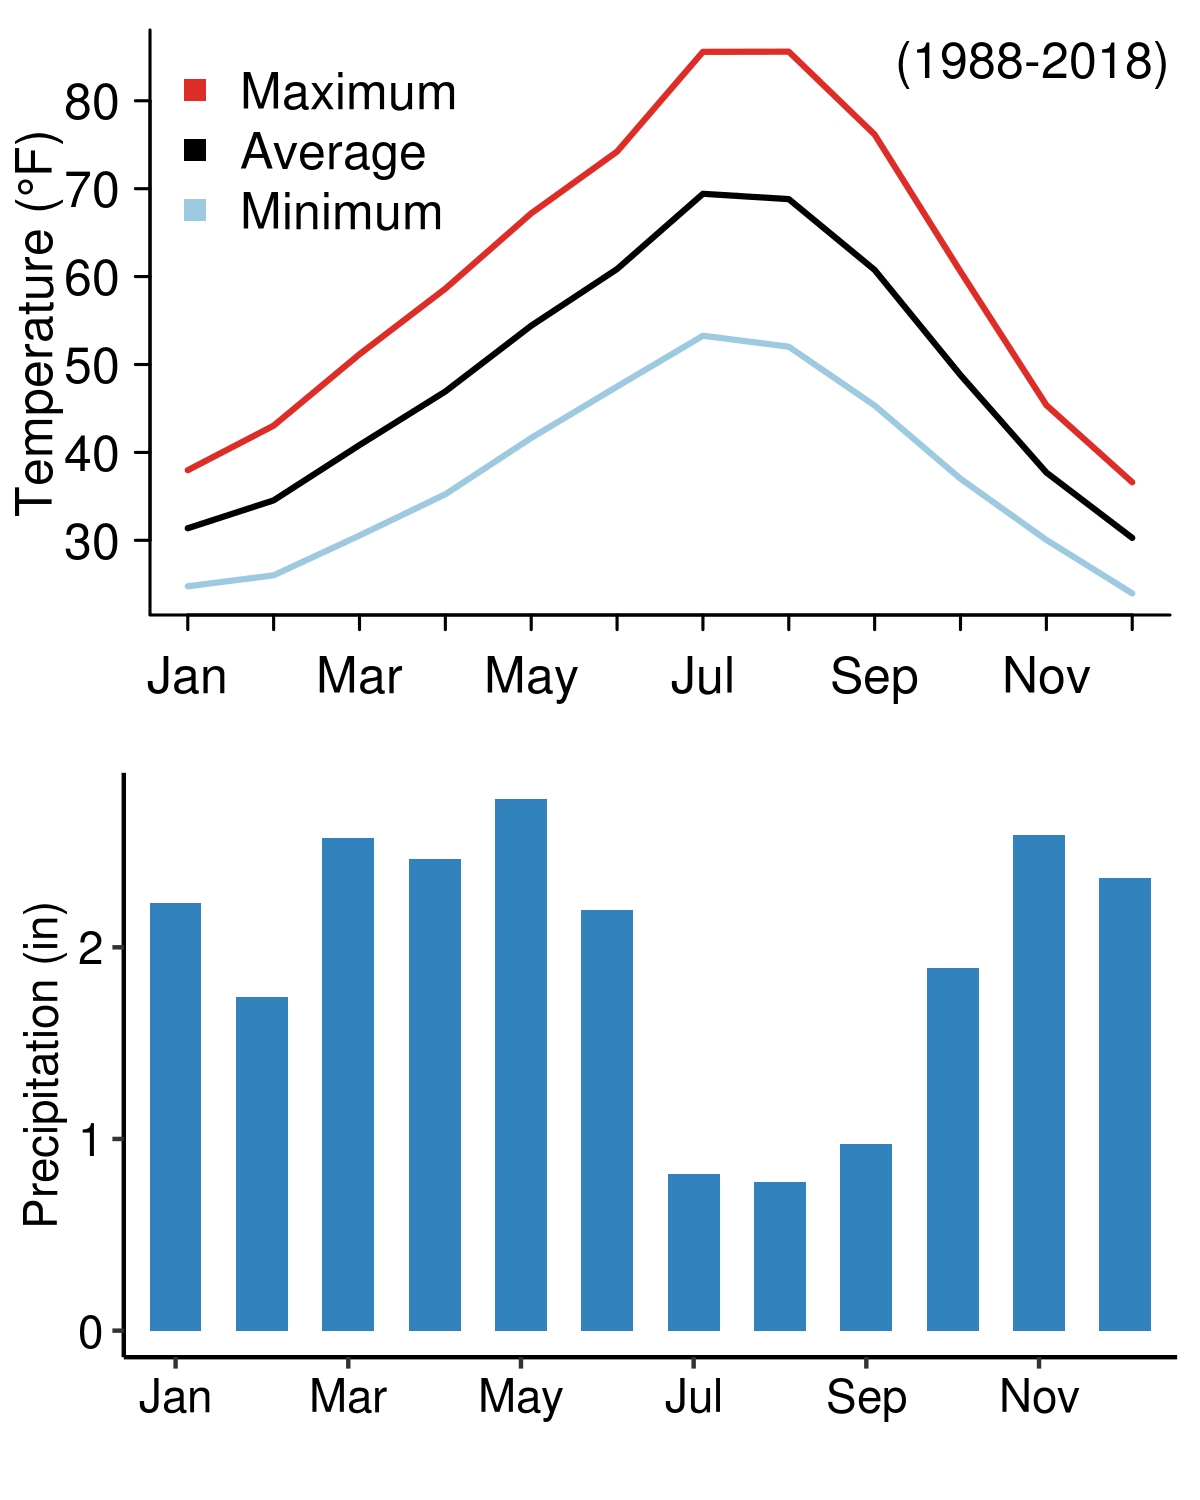 (1988-2018)
Maximum
Average
Minimum
Temperature (°F)
80
70
60
50
40
30
Jan Mar May Jul Sep Nov
Precipitation (in)
2
1
0
Jan Mar May Jul Sep Nov